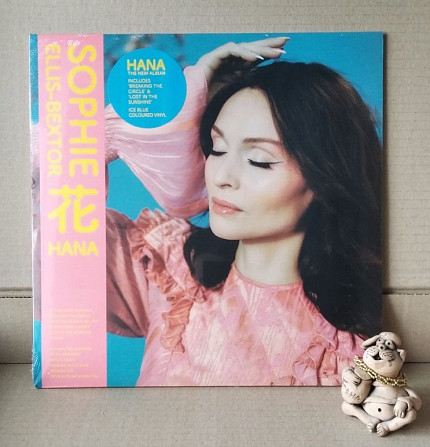 SOPHIE
ELLIS-BEXTOR
花
HANA
HANA
THE NEW ALBUM
INCLUDES
'BREAKING THE
CIRCLE' &
'LOST IN THE
SUNSHINE'
ICE BLUE
COLOURED VINYL